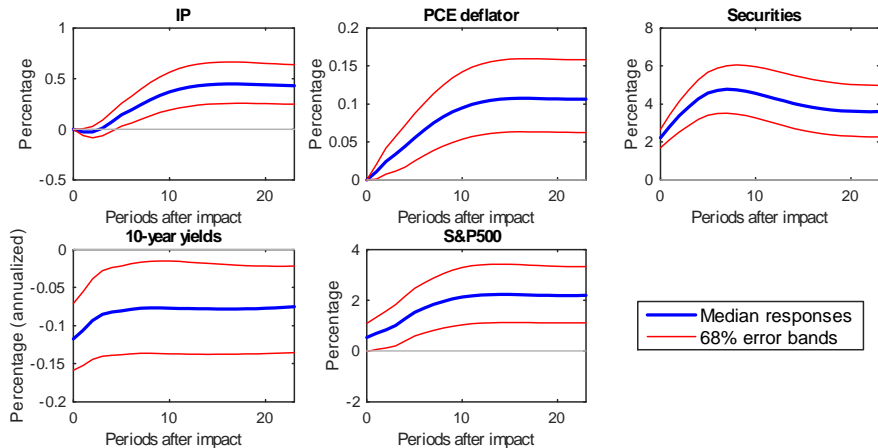 IP
PCE deflator
Securities
Percentage
1
0.5
0
-0.5
0
10
20
Periods after impact
Percentage
0.2
0.15
0.1
0.05
0
0
10
20
Periods after impact
Percentage
8
6
4
2
0
0
10
20
Periods after impact
10-year yields
S&P500
Percentage (annualized)
0
-0.05
-0.1
-0.15
-0.2
0
10
20
Periods after impact
Percentage
4
2
0
-2
0
10
20
Periods after impact
Median responses
68% error bands